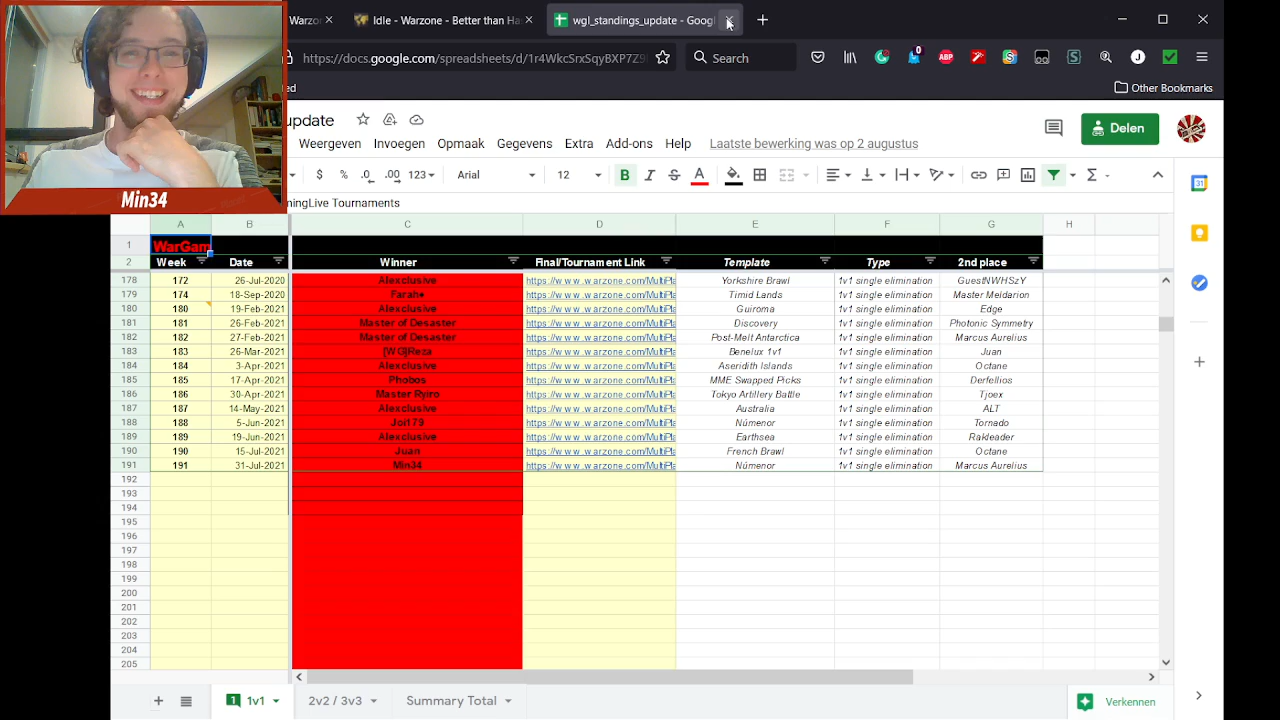 Warzo
Idle - Warzone - Better than Ha
wgl_standings_update - Googl
https://docs.google.com/spreadsheets/d/1r4WkcSrxSqyBXP7Z9
Search
0
ABP
J
ed
Other Bookmarks
update
Delen
Weergeven Invoegen Opmaak Gegevens Extra Add-ons Help Laatste bewerking was op 2 augustus
$ % .0 .00 123 Arial 12 B I S A
mingLive Tournaments
Min34
31
A B C D E F G H
1 WarGam
2 Week Date Winner Final/Tournament Link Template Type 2nd place
178 172 26-Jul-2020 Alexclusive https://www.warzone.com/MultiPla Yorkshire Brawl 1v1 single elimination GuestNWHSzY
179 174 18-Sep-2020 Farah♦ https://www.warzone.com/MultiPla Timid Lands 1v1 single elimination Master Meldarion
180 180 19-Feb-2021 Alexclusive https://www.warzone.com/MultiPla Guiroma 1v1 single elimination Edge
181 181 26-Feb-2021 Master of Desaster https://www.warzone.com/MultiPla Discovery 1v1 single elimination Photonic Symmetry
182 182 27-Feb-2021 Master of Desaster https://www.warzone.com/MultiPla Post-Melt Antarctica 1v1 single elimination Marcus Aurelius
183 183 26-Mar-2021 [WG]Reza https://www.warzone.com/MultiPla Benelux 1v1 1v1 single elimination Juan
184 184 3-Apr-2021 Alexclusive https://www.warzone.com/MultiPla Aseridith Islands 1v1 single elimination Octane
185 185 17-Apr-2021 Phobos https://www.warzone.com/MultiPla MME Swapped Picks 1v1 single elimination Derfellios
186 186 30-Apr-2021 Master Ryiro https://www.warzone.com/MultiPla Tokyo Artillery Battle 1v1 single elimination Tjoex
187 187 14-May-2021 Alexclusive https://www.warzone.com/MultiPla Australia 1v1 single elimination ALT
188 188 5-Jun-2021 Joi179 https://www.warzone.com/MultiPla Númenor 1v1 single elimination Tornado
189 189 19-Jun-2021 Alexclusive https://www.warzone.com/MultiPla Earthsea 1v1 single elimination Rakleader
190 190 15-Jul-2021 Juan https://www.warzone.com/MultiPla French Brawl 1v1 single elimination Octane
191 191 31-Jul-2021 Min34 https://www.warzone.com/MultiPla Númenor 1v1 single elimination Marcus Aurelius
192
193
194
195
196
197
198
199
200
201
202
203
204
205
1 1v1 2v2 / 3v3 Summary Total Verkennen